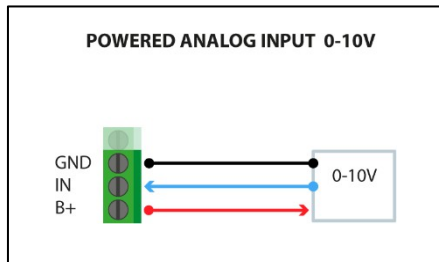 POWERED ANALOG INPUT 0-10V
GND
IN
B+
0-10V